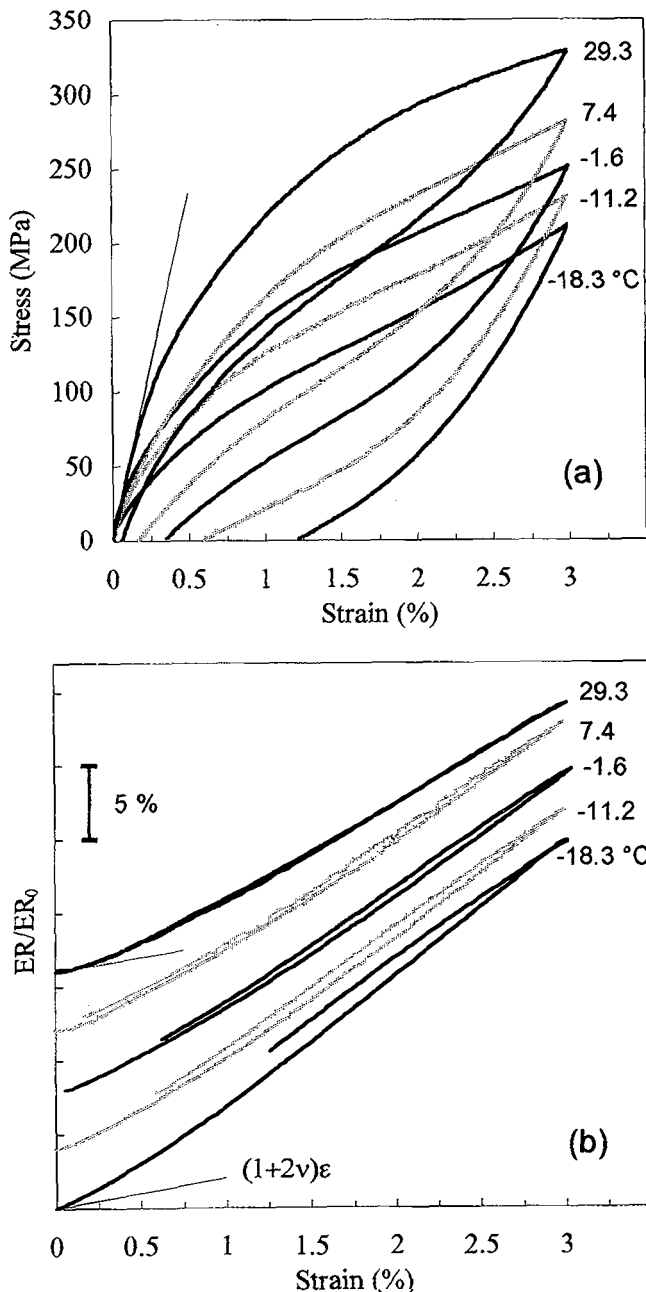 350
300
250
200
150
100
50
0
Stress (MPa)
29.3
7.4
-1.6
-11.2
-18.3 °C
(a)
0 0.5 1 1.5 2 2.5 3
Strain (%)
ER/ER₀
5 %
29.3
7.4
-1.6
-11.2
-18.3 °C
(1+2ν)ε
(b)
0 0.5 1 1.5 2 2.5 3
Strain (%)